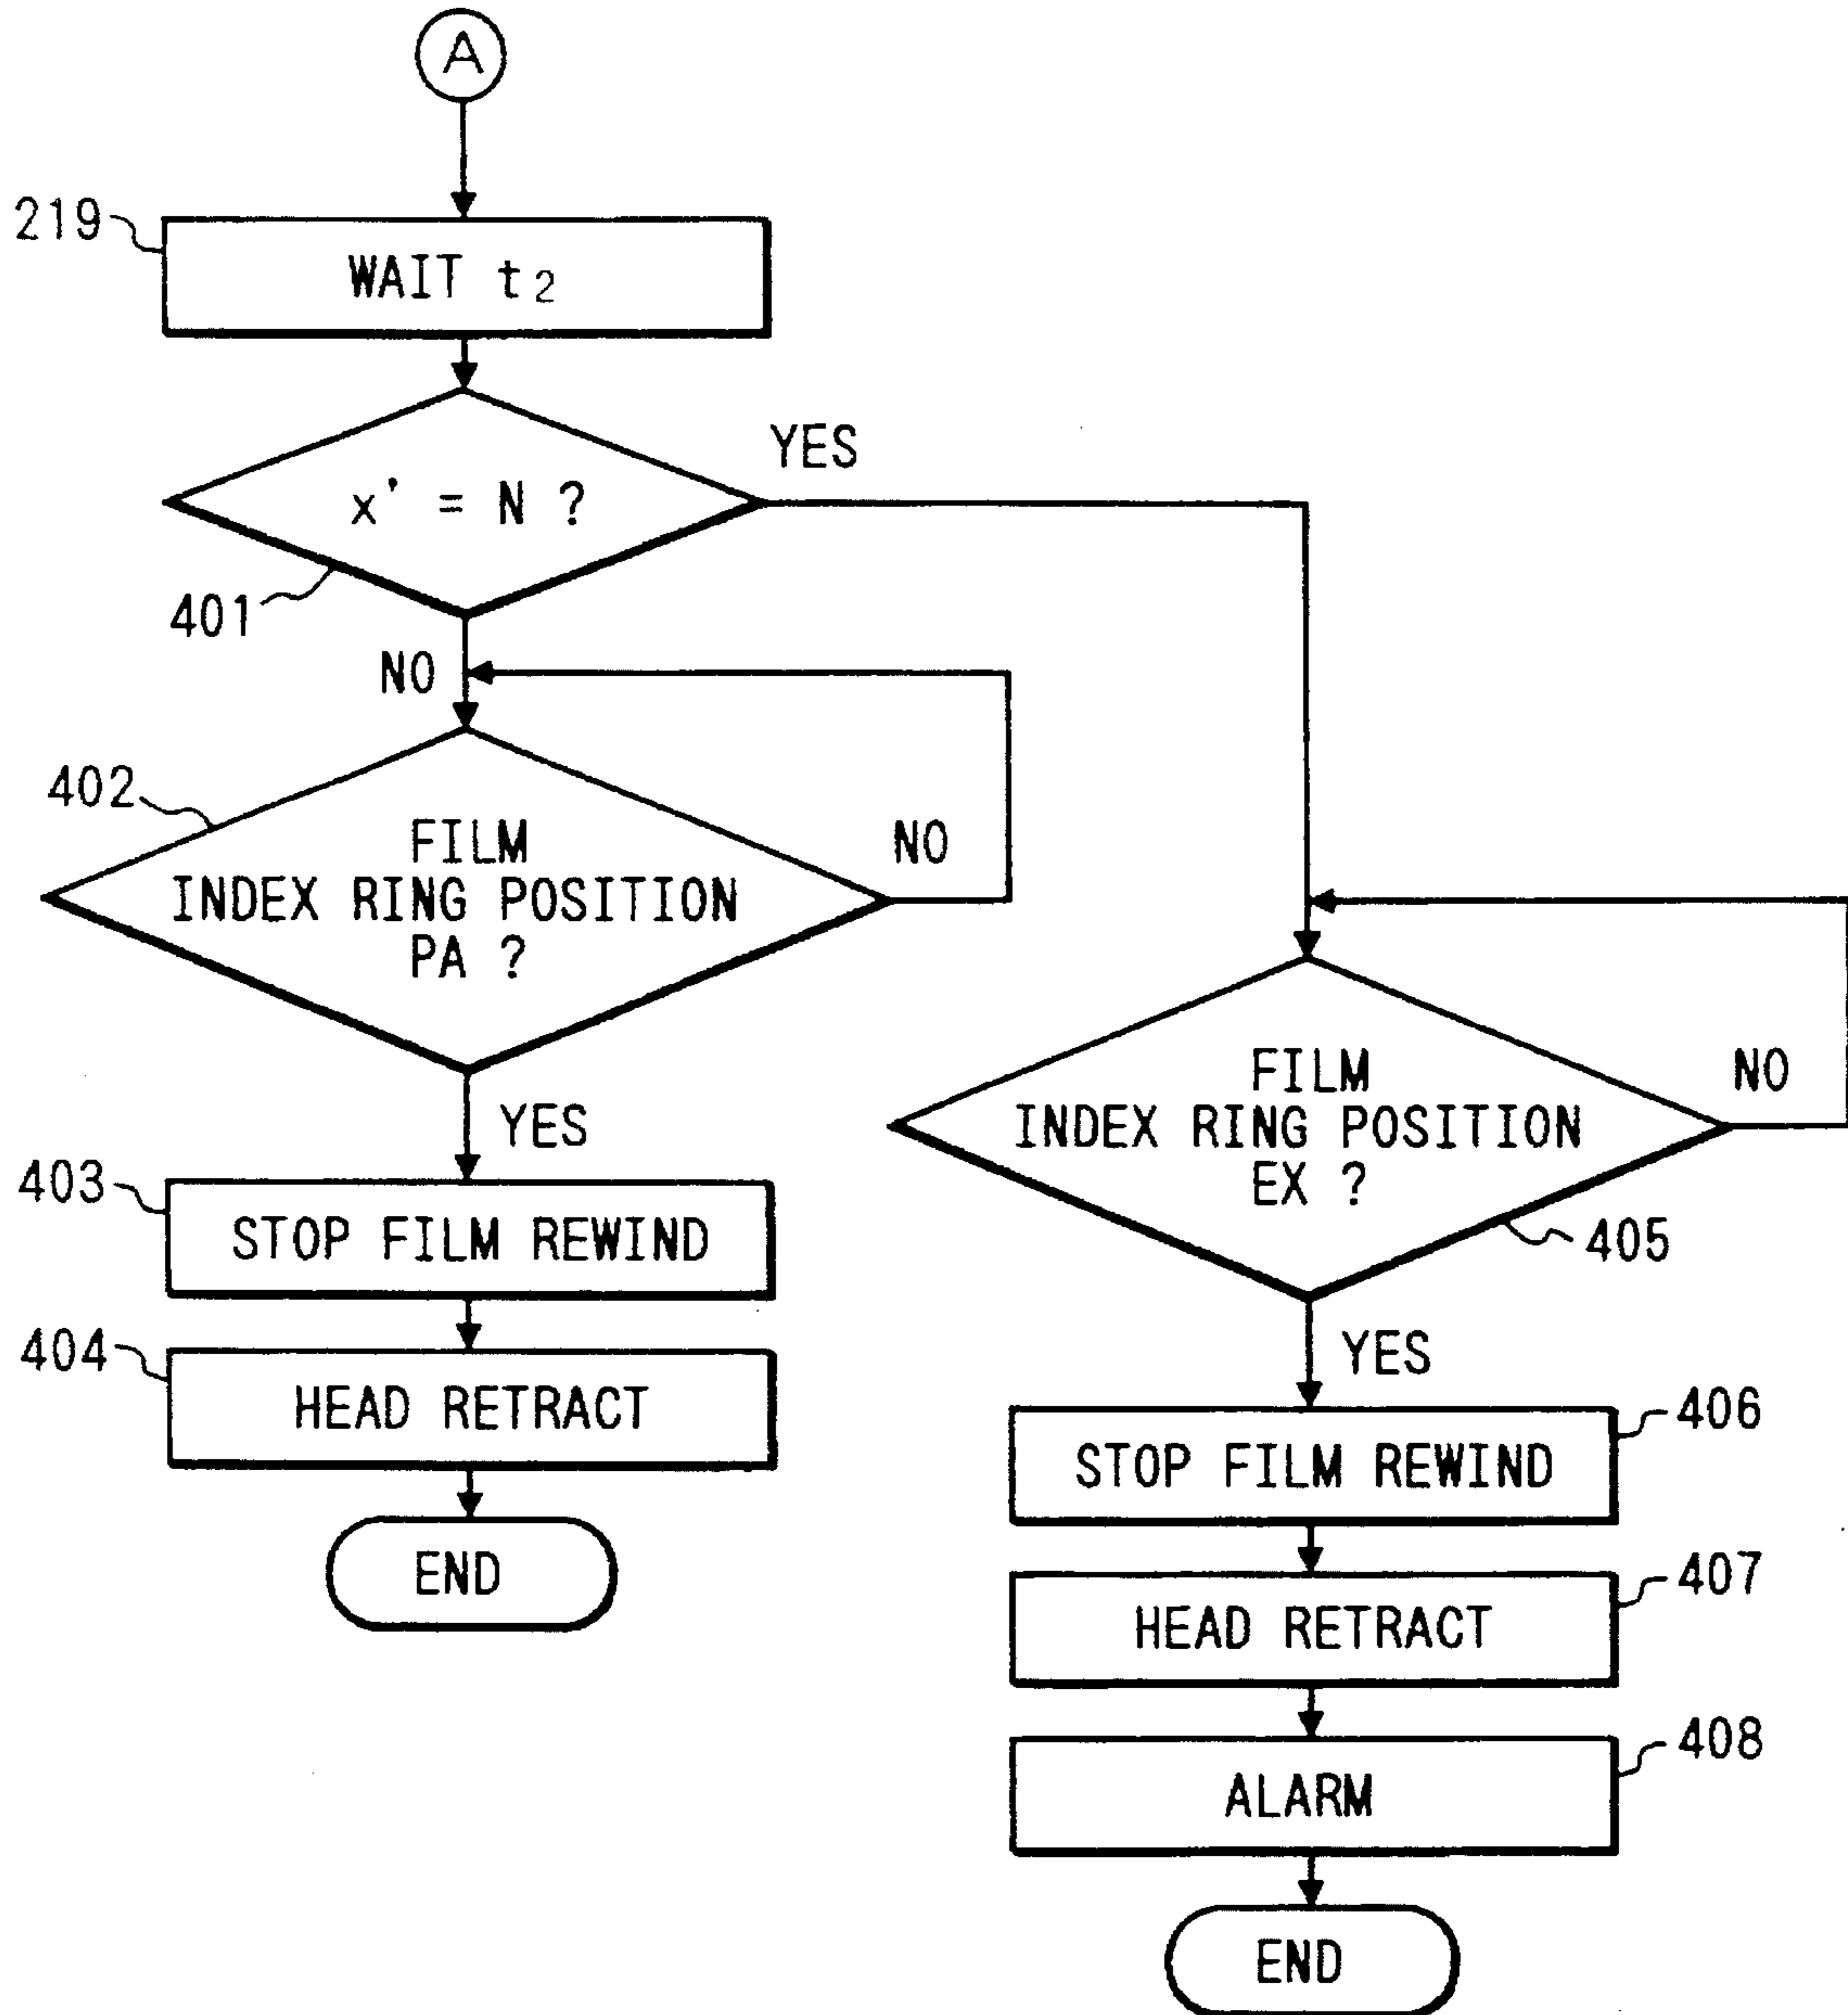 A
219
WAIT t2
x' = N ?
YES
401
NO
402
FILM
INDEX RING POSITION
PA ?
NO
YES
403
STOP FILM REWIND
404
HEAD RETRACT
END
FILM
INDEX RING POSITION
EX ?
NO
405
YES
406
STOP FILM REWIND
407
HEAD RETRACT
408
ALARM
END